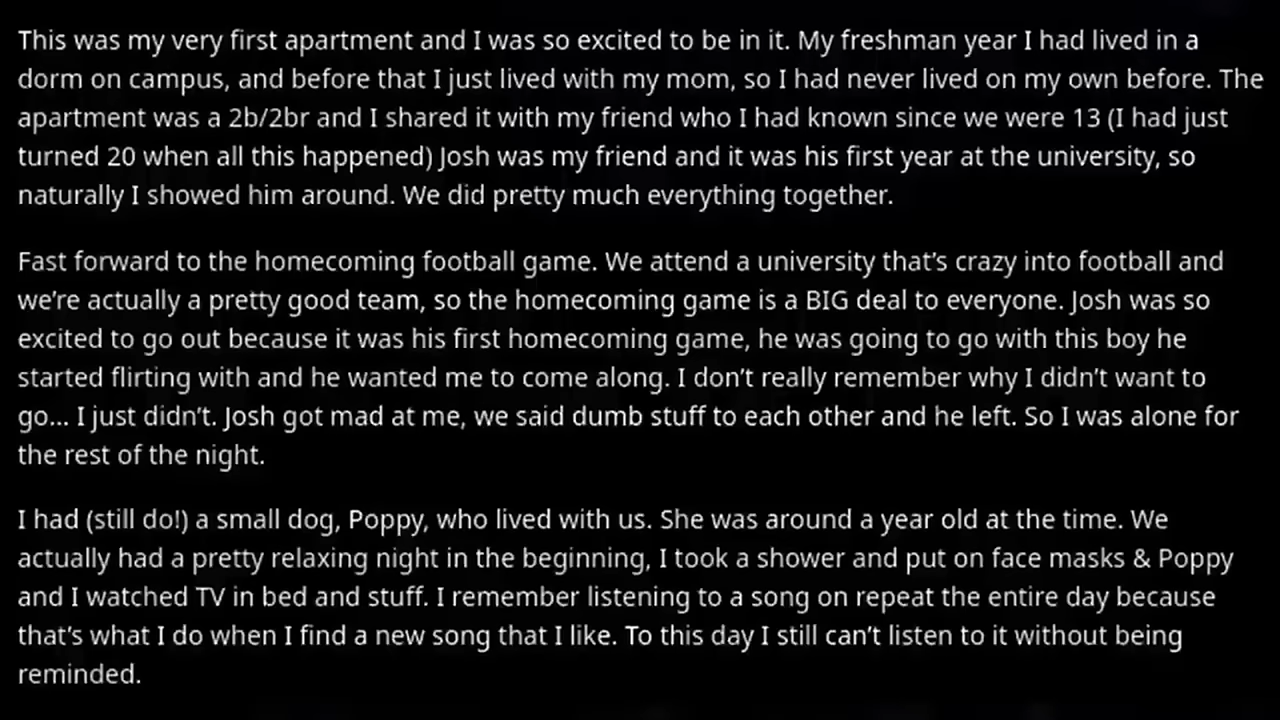 This was my very first apartment and I was so excited to be in it. My freshman year I had lived in a
dorm on campus, and before that I just lived with my mom, so I had never lived on my own before. The
apartment was a 2b/2br and I shared it with my friend who I had known since we were 13 (I had just
turned 20 when all this happened) Josh was my friend and it was his first year at the university, so
naturally I showed him around. We did pretty much everything together.
Fast forward to the homecoming football game. We attend a university that’s crazy into football and
we’re actually a pretty good team, so the homecoming game is a BIG deal to everyone. Josh was so
excited to go out because it was his first homecoming game, he was going to go with this boy he
started flirting with and he wanted me to come along. I don’t really remember why I didn’t want to
go... I just didn’t. Josh got mad at me, we said dumb stuff to each other and he left. So I was alone for
the rest of the night.
I had (still do!) a small dog, Poppy, who lived with us. She was around a year old at the time. We
actually had a pretty relaxing night in the beginning, I took a shower and put on face masks & Poppy
and I watched TV in bed and stuff. I remember listening to a song on repeat the entire day because
that’s what I do when I find a new song that I like. To this day I still can’t listen to it without being
reminded.